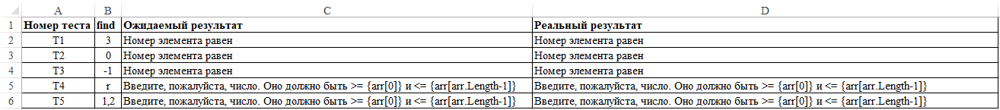 A B C D
1 Номер теста find Ожидаемый результат Реальный результат
2 T1 3 Номер элемента равен Номер элемента равен
3 T2 0 Номер элемента равен Номер элемента равен
4 T3 -1 Номер элемента равен Номер элемента равен
5 T4 r Введите, пожалуйста, число. Оно должно быть >= {arr[0]} и <= {arr[arr.Length-1]} Введите, пожалуйста, число. Оно должно быть >= {arr[0]} и <= {arr[arr.Length-1]}
6 T5 1,2 Введите, пожалуйста, число. Оно должно быть >= {arr[0]} и <= {arr[arr.Length-1]} Введите, пожалуйста, число. Оно должно быть >= {arr[0]} и <= {arr[arr.Length-1]}